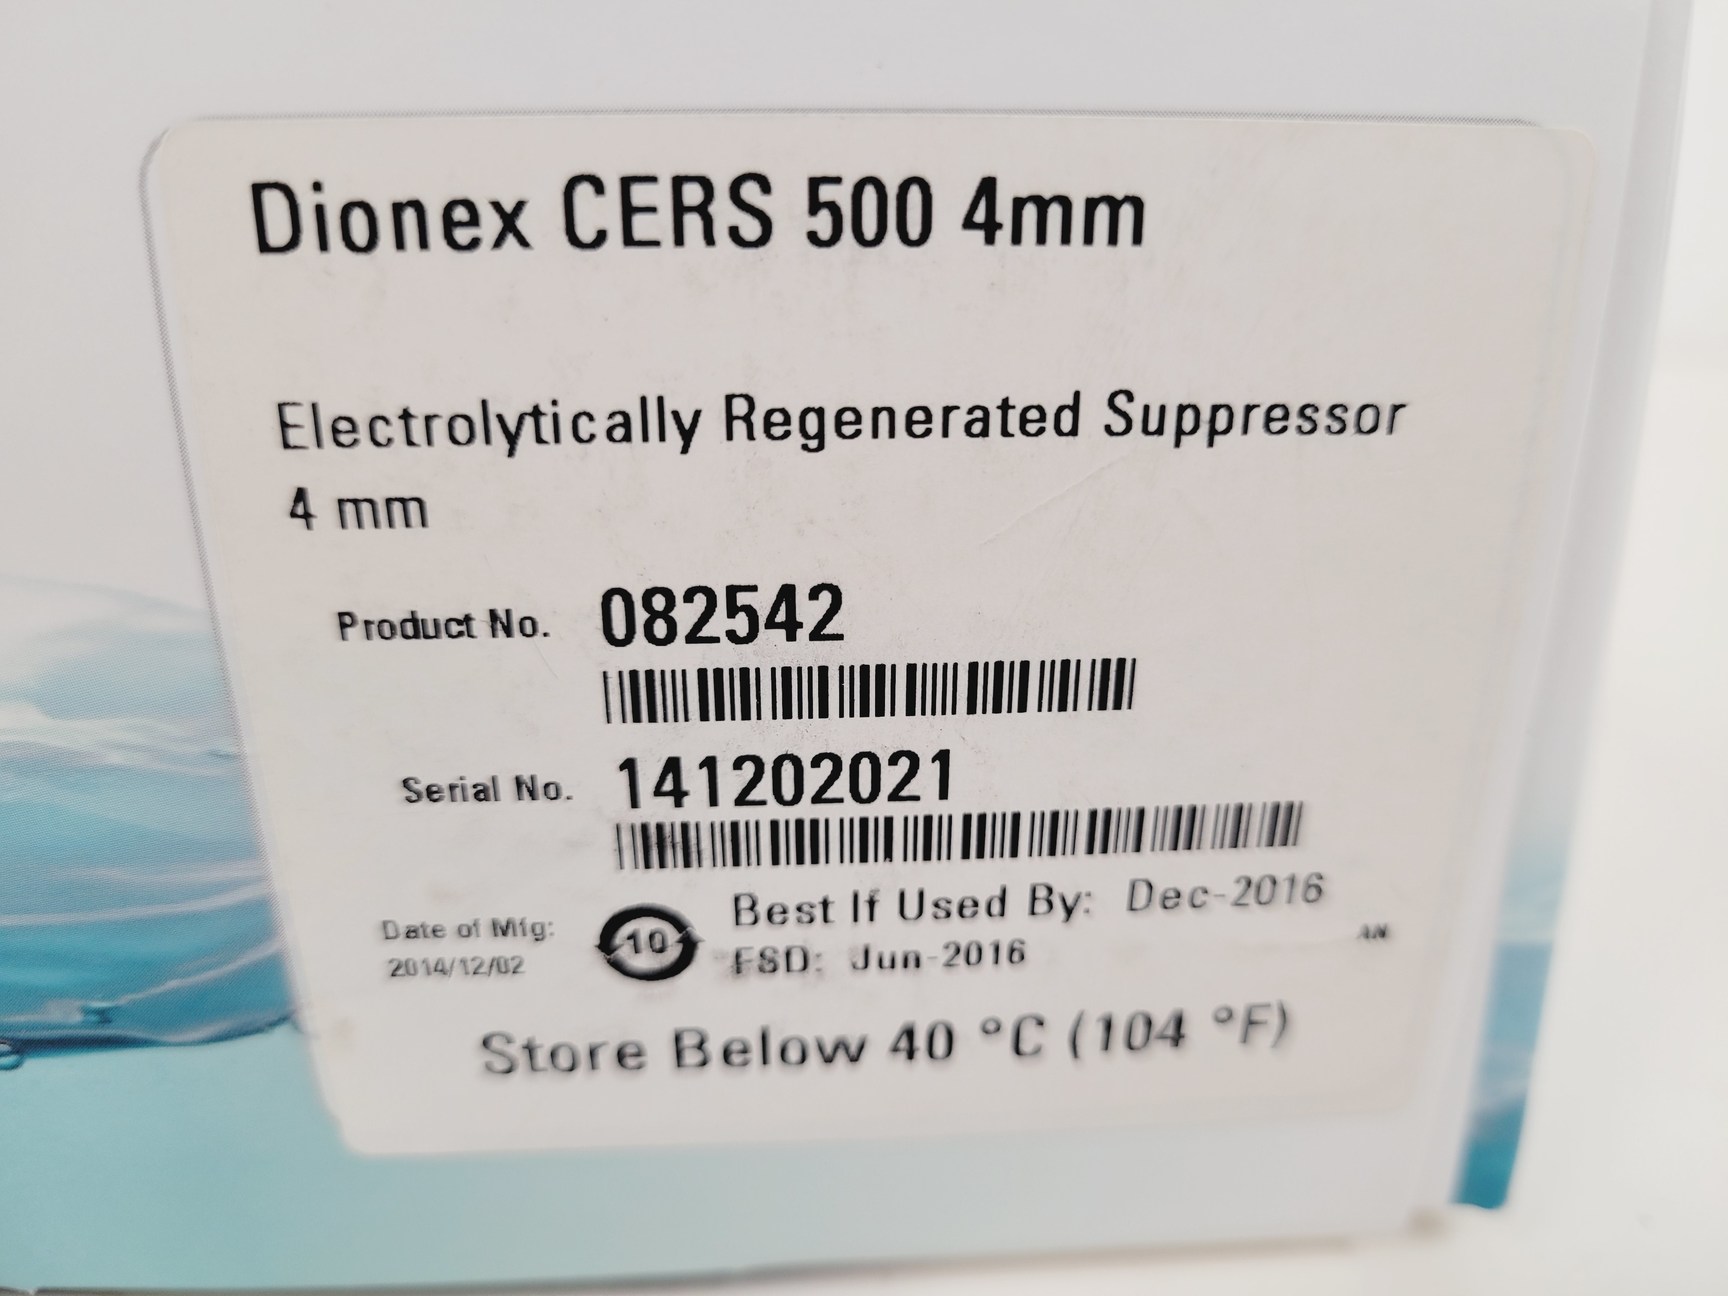 Dionex CERS 500 4mm
Electrolytically Regenerated Suppressor
4 mm
Product No. 082542
Serial No. 141202021
Date of Mfg:
2014/12/02
10
Best If Used By: Dec-2016
FSD: Jun-2016
AN
Store Below 40 °C (104 °F)